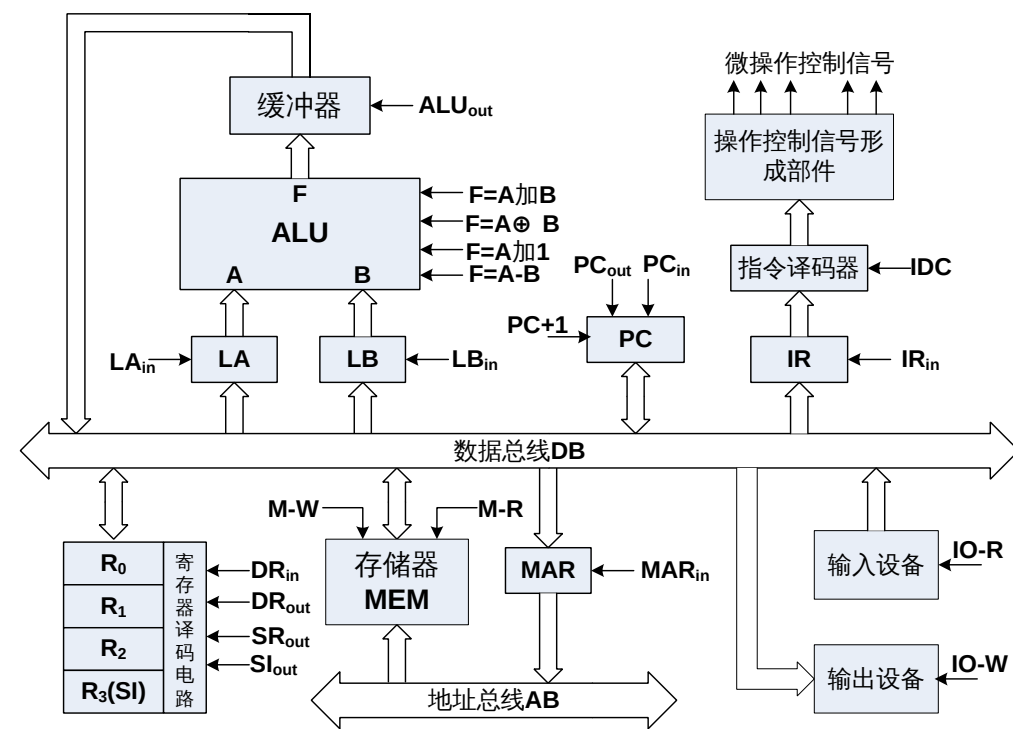 微操作控制信号
缓冲器
ALUout
操作控制信号形
成部件
F
ALU
A
B
F=A加B
F=A⊕ B
F=A加1
F=A-B
指令译码器
IDC
PCout
PCin
PC+1
PC
LAin
LA
LB
LBin
IR
IRin
数据总线DB
M-W
M-R
R0
R1
R2
R3(SI)
寄存器译码电路
DRin
DRout
SRout
SIout
存储器
MEM
MAR
MARin
输入设备
IO-R
输出设备
IO-W
地址总线AB